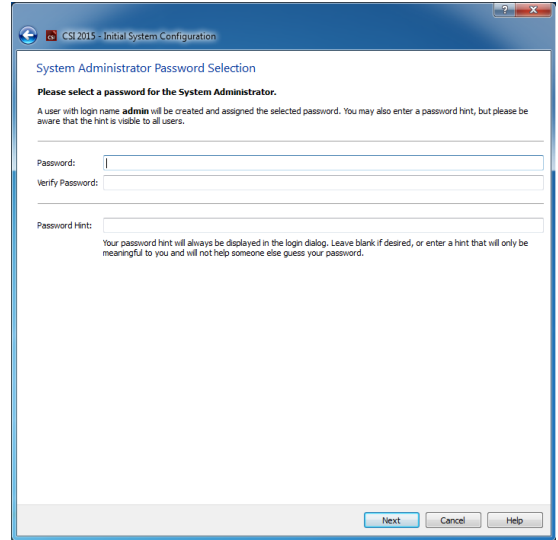 CSI 2015 - Initial System Configuration
System Administrator Password Selection
Please select a password for the System Administrator.
A user with login name admin will be created and assigned the selected password. You may also enter a password hint, but please be
aware that the hint is visible to all users.
Password:
Verify Password:
Password Hint:
Your password hint will always be displayed in the login dialog. Leave blank if desired, or enter a hint that will only be
meaningful to you and will not help someone else guess your password.
Next Cancel Help